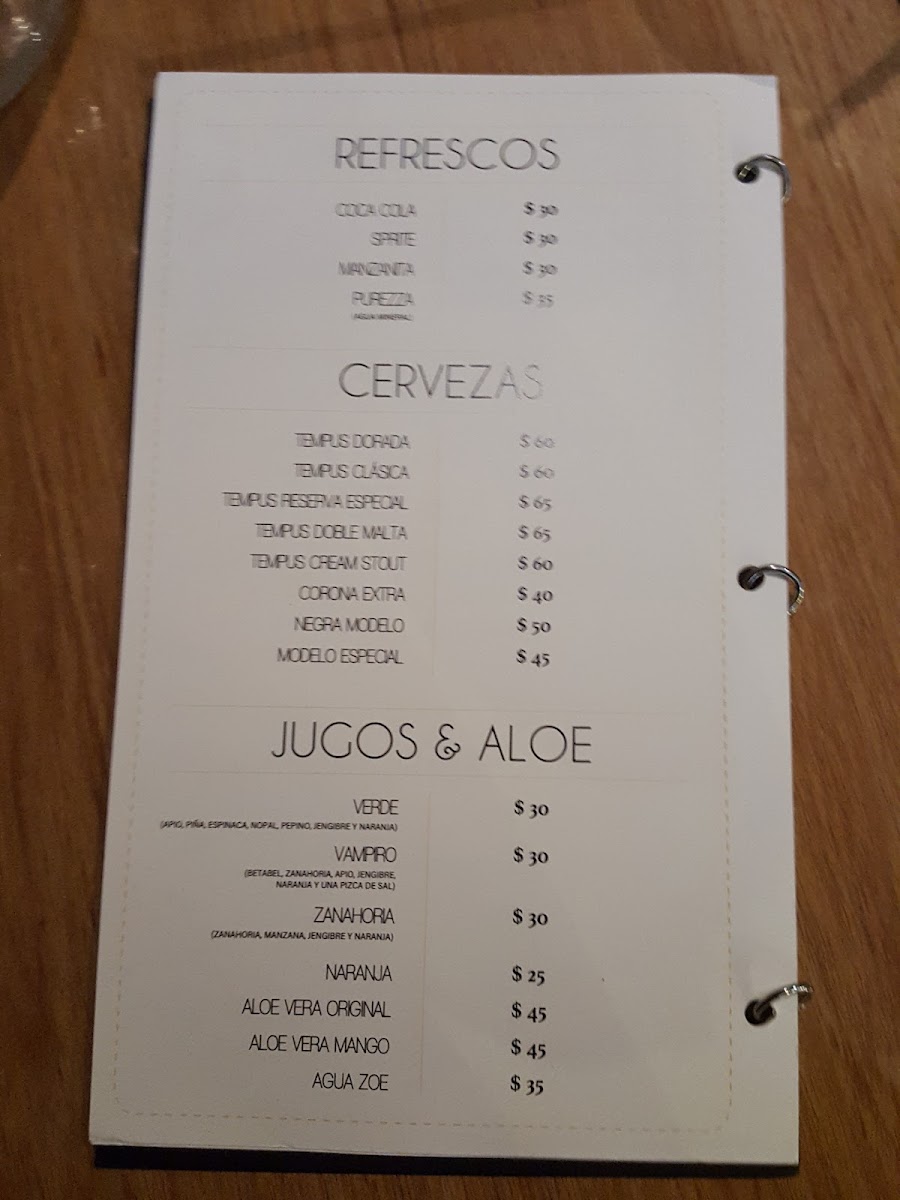 REFRESCOS
COCA COLA $ 30
SPRITE $ 30
MANZANITA $ 30
PUREZZA $ 35
(AGUA MINERAL)
CERVEZAS
TEMPUS DORADA $ 60
TEMPUS CLÁSICA $ 60
TEMPUS RESERVA ESPECIAL $ 65
TEMPUS DOBLE MALTA $ 65
TEMPUS CREAM STOUT $ 60
CORONA EXTRA $ 40
NEGRA MODELO $ 50
MODELO ESPECIAL $ 45
JUGOS & ALOE
VERDE $ 30
(APIO, PIÑA, ESPINACA, NOPAL, PEPINO, JENGIBRE Y NARANJA)
VAMPIRO $ 30
(BETABEL, ZANAHORIA, APIO, JENGIBRE,
NARANJA Y UNA PIZCA DE SAL)
ZANAHORIA $ 30
(ZANAHORIA, MANZANA, JENGIBRE Y NARANJA)
NARANJA $ 25
ALOE VERA ORIGINAL $ 45
ALOE VERA MANGO $ 45
AGUA ZOE $ 35